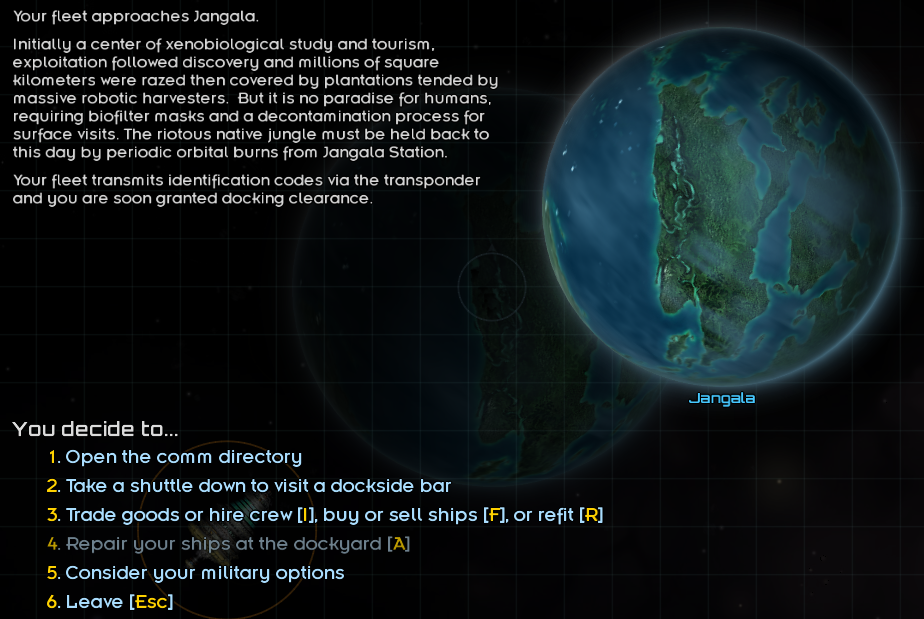 Your fleet approaches Jangala.
Initially a center of xenobiological study and tourism,
exploitation followed discovery and millions of square
kilometers were razed then covered by plantations tended by
massive robotic harvesters. But it is no paradise for humans,
requiring biofilter masks and a decontamination process for
surface visits. The riotous native jungle must be held back to
this day by periodic orbital burns from Jangala Station.
Your fleet transmits identification codes via the transponder
and you are soon granted docking clearance.
Jangala
You decide to...
1. Open the comm directory
2. Take a shuttle down to visit a dockside bar
3. Trade goods or hire crew [I], buy or sell ships [F], or refit [R]
4. Repair your ships at the dockyard [A]
5. Consider your military options
6. Leave [Esc]